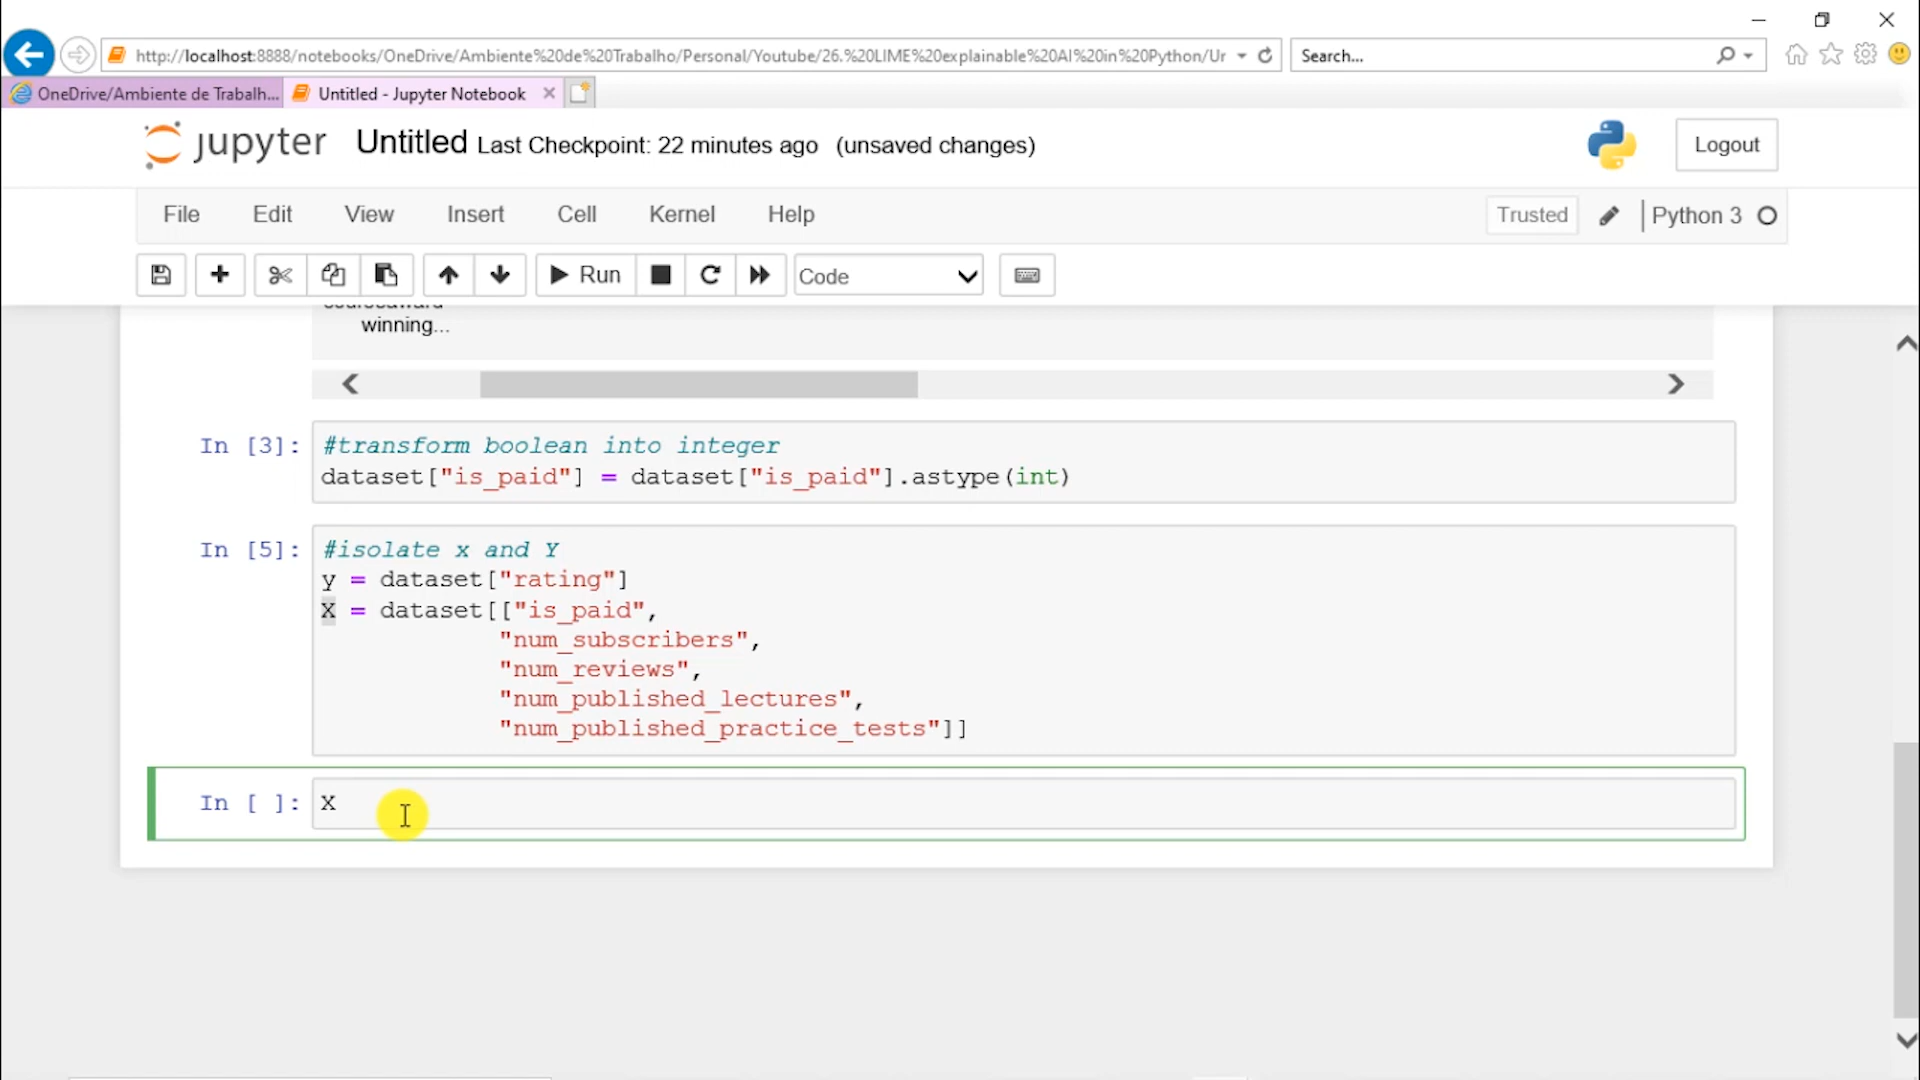 http://localhost:8888/notebooks/OneDrive/Ambiente%20de%20Trabalho/Personal/Youtube/26.%20LIME%20explainable%20AI%20in%20Python/Ur
Search...
OneDrive/Ambiente de Trabalh...
Untitled - Jupyter Notebook
jupyter Untitled Last Checkpoint: 22 minutes ago (unsaved changes)
Logout
File Edit View Insert Cell Kernel Help
Trusted
Python 3
Run
Code
winning...
In [3]:
#transform boolean into integer
dataset["is_paid"] = dataset["is_paid"].astype(int)
In [5]:
#isolate x and Y
y = dataset["rating"]
X = dataset[["is_paid",
"num_subscribers",
"num_reviews",
"num_published_lectures",
"num_published_practice_tests"]]
In [ ]:
X